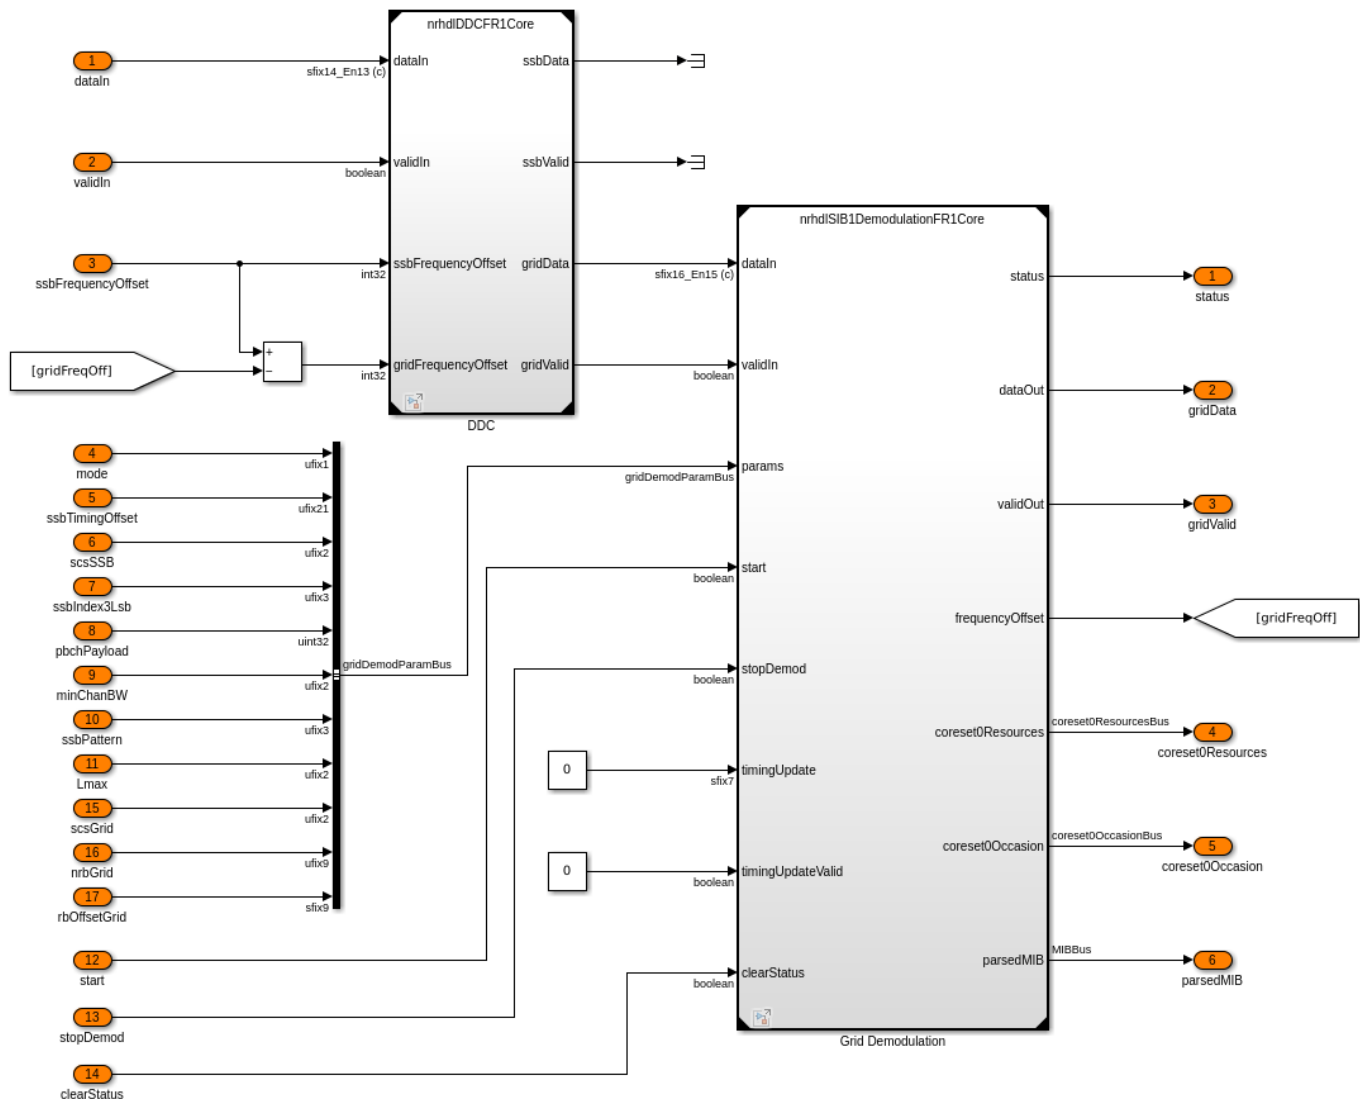 nrhdlDDCFR1Core
1
dataIn
sfix14_En13 (c)
dataIn
ssbData
2
validIn
boolean
validIn
ssbValid
3
ssbFrequencyOffset
int32
ssbFrequencyOffset
gridData
[gridFreqOff]
+
−
int32
gridFrequencyOffset
gridValid
DDC
4
mode
ufix1
5
ssbTimingOffset
ufix21
6
scsSSB
ufix2
7
ssbIndex3Lsb
ufix3
8
pbchPayload
uint32
9
minChanBW
ufix2
gridDemodParamBus
10
ssbPattern
ufix3
11
Lmax
ufix2
15
scsGrid
ufix2
16
nrbGrid
ufix9
17
rbOffsetGrid
sfix9
12
start
13
stopDemod
14
clearStatus
nrhdlSIB1DemodulationFR1Core
sfix16_En15 (c)
dataIn
boolean
validIn
gridDemodParamBus
params
boolean
start
boolean
stopDemod
0
sfix7
timingUpdate
0
boolean
timingUpdateValid
boolean
clearStatus
status
1
status
dataOut
2
gridData
validOut
3
gridValid
frequencyOffset
[gridFreqOff]
coreset0Resources
coreset0ResourcesBus
4
coreset0Resources
coreset0Occasion
coreset0OccasionBus
5
coreset0Occasion
parsedMIB
MIBBus
6
parsedMIB
Grid Demodulation